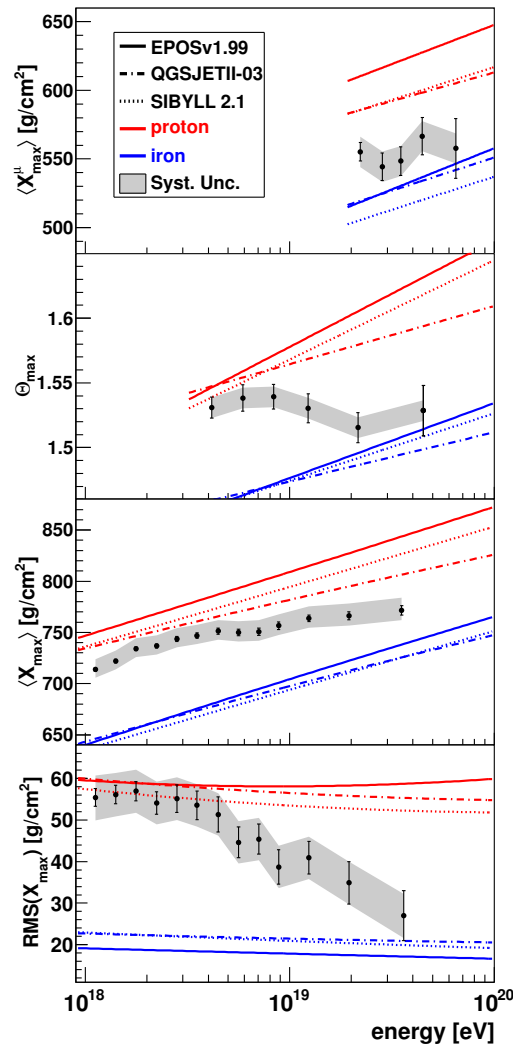 ⟨X^μ_max⟩ [g/cm²]
650
600
550
500
EPOSv1.99
QGSJETII-03
SIBYLL 2.1
proton
iron
Syst. Unc.
Θ_max
1.6
1.55
1.5
⟨X_max⟩ [g/cm²]
850
800
750
700
650
RMS(X_max) [g/cm²]
60
50
40
30
20
10^18
10^19
10^20
energy [eV]